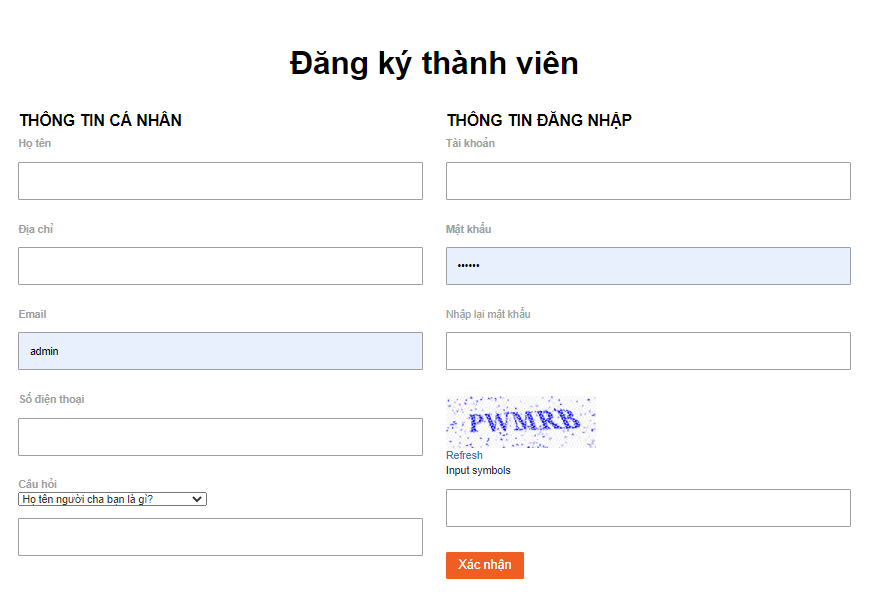 Đăng ký thành viên
THÔNG TIN CÁ NHÂN
Họ tên
Địa chỉ
Email
admin
Số điện thoại
Câu hỏi
Họ tên người cha bạn là gì?
THÔNG TIN ĐĂNG NHẬP
Tài khoản
Mật khẩu
••••••
Nhập lại mật khẩu
PWMRB
Refresh
Input symbols
Xác nhận